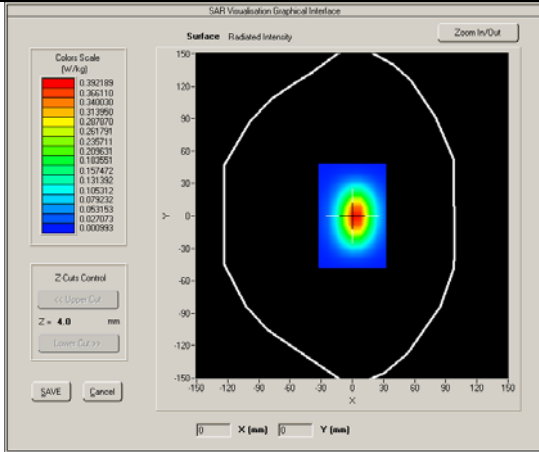 SAR Visualisation Graphical Interface
Surface Radiated Intensity
Zoom In/Out
Colors Scale
(W/kg)
0.392189
0.366110
0.340030
0.313950
0.287870
0.261791
0.235711
0.209631
0.183551
0.157472
0.131392
0.105312
0.079232
0.053153
0.027073
0.000993
Z-Cuts Control
<< Upper Cut
Z = 4.0 mm
Lower Cut >>
SAVE Cancel
150
120
90
60
30
0
-30
-60
-90
-120
-150
Y
-150 -120 -90 -60 -30 0 30 60 90 120 150
X
0 X (mm) 0 Y (mm)